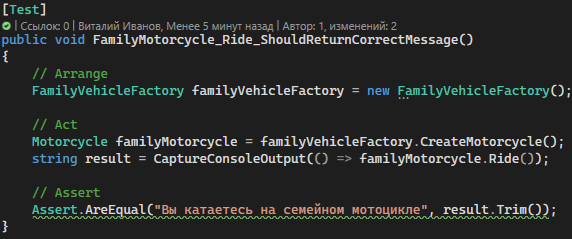 [Test]
| Ссылок: 0 | Виталий Иванов, Менее 5 минут назад | Автор: 1, изменений: 2
public void FamilyMotorcycle_Ride_ShouldReturnCorrectMessage()
{
    // Arrange
    FamilyVehicleFactory familyVehicleFactory = new FamilyVehicleFactory();

    // Act
    Motorcycle familyMotorcycle = familyVehicleFactory.CreateMotorcycle();
    string result = CaptureConsoleOutput(() => familyMotorcycle.Ride());

    // Assert
    Assert.AreEqual("Вы катаетесь на семейном мотоцикле", result.Trim());
}